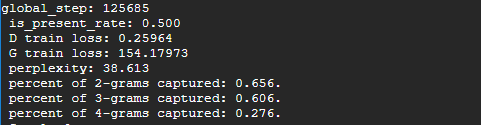 global_step: 125685
is_present_rate: 0.500
D train loss: 0.25964
G train loss: 154.17973
perplexity: 38.613
percent of 2-grams captured: 0.656.
percent of 3-grams captured: 0.606.
percent of 4-grams captured: 0.276.